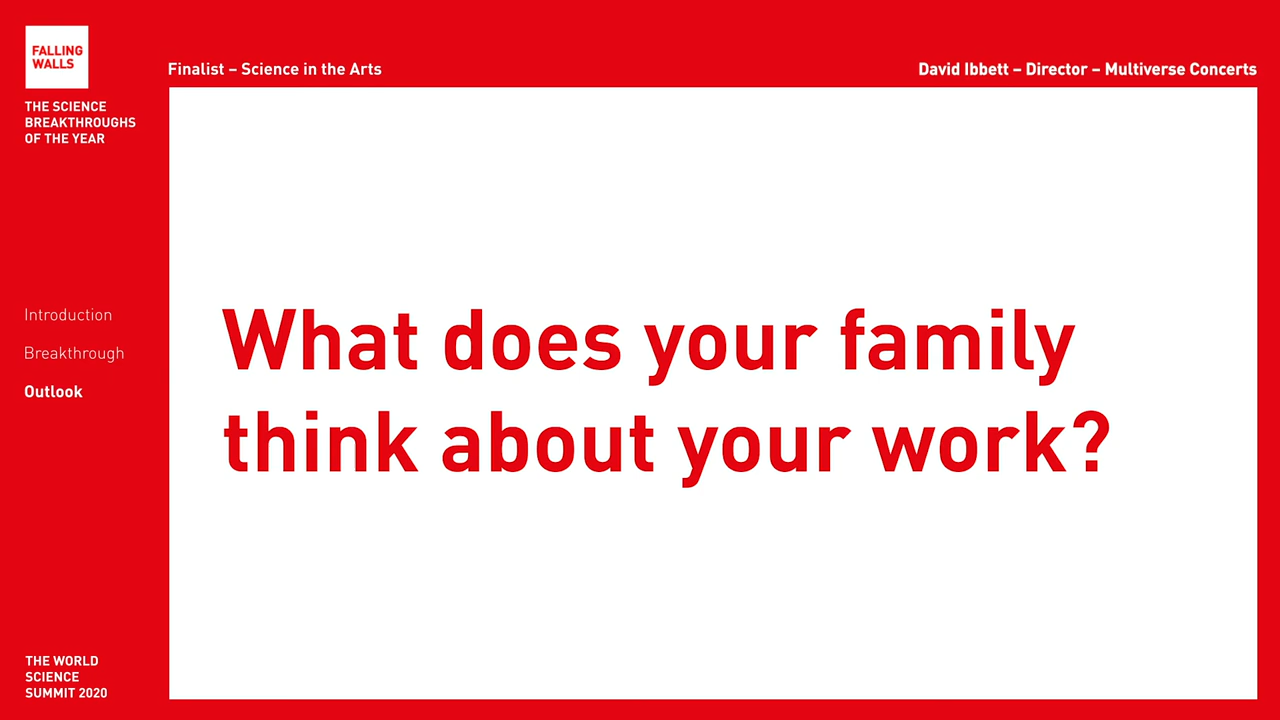 FALLING
WALLS
THE SCIENCE
BREAKTHROUGHS
OF THE YEAR
Finalist – Science in the Arts
David Ibbett – Director – Multiverse Concerts
Introduction
Breakthrough
Outlook
What does your family
think about your work?
THE WORLD
SCIENCE
SUMMIT 2020